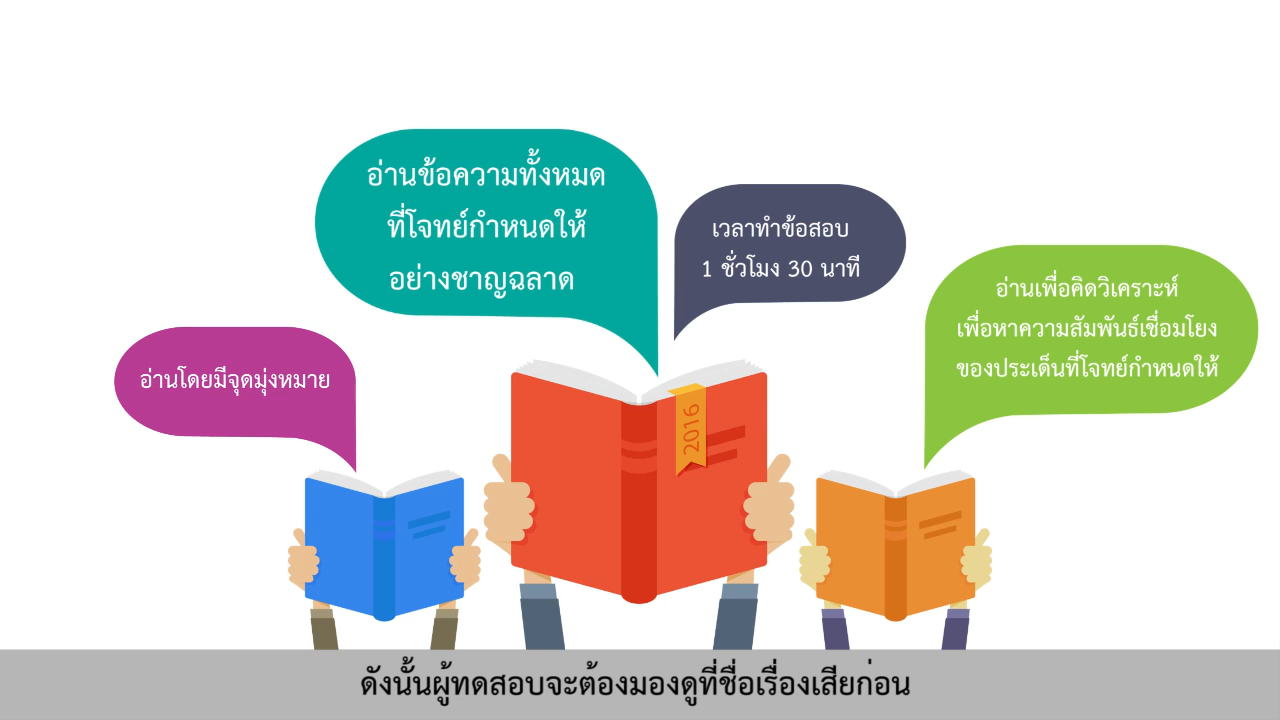 อ่านโดยมีจุดมุ่งหมาย
อ่านข้อความทั้งหมด
ที่โจทย์กำหนดให้
อย่างชาญฉลาด
เวลาทำข้อสอบ
1 ชั่วโมง 30 นาที
อ่านเพื่อคิดวิเคราะห์
เพื่อหาความสัมพันธ์เชื่อมโยง
ของประเด็นที่โจทย์กำหนดให้
2016
ดังนั้นผู้ทดสอบจะต้องมองดูที่ชื่อเรื่องเสียก่อน